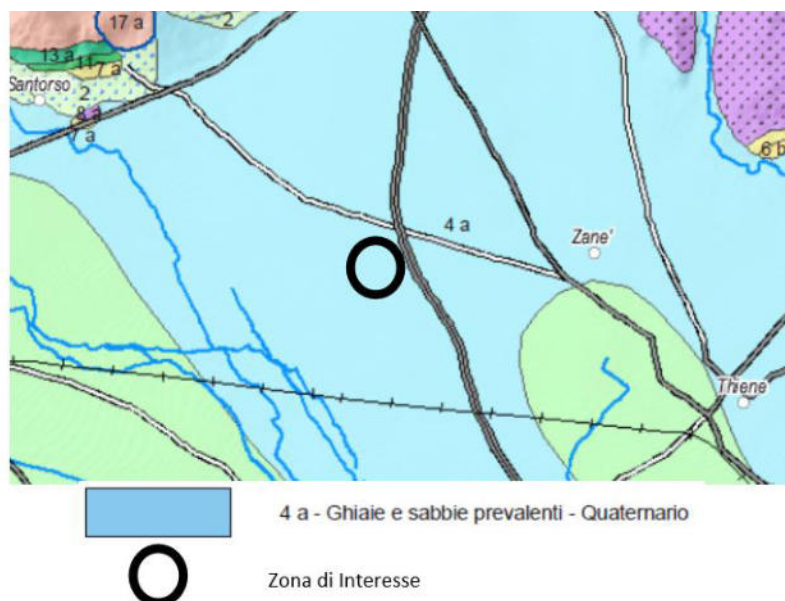 17 a
2
13 a
11
7 a
Santorso
2
8 a
a
6 b
4 a
Zane'
Thiene
4 a - Ghiaie e sabbie prevalenti - Quaternario
Zona di Interesse